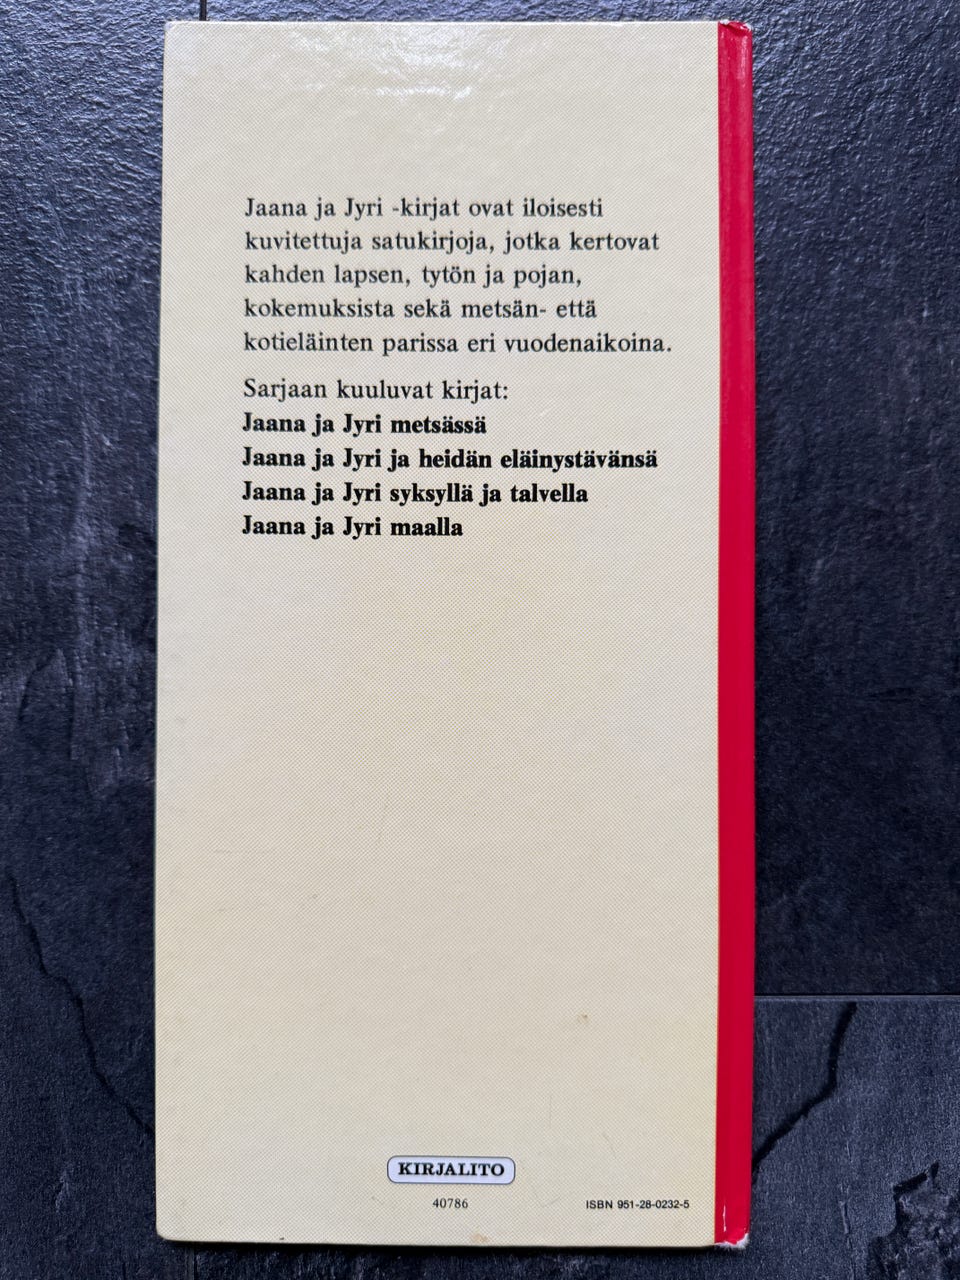 Jaana ja Jyri -kirjat ovat iloisesti
kuvitettuja satukirjoja, jotka kertovat
kahden lapsen, tytön ja pojan,
kokemuksista sekä metsän- että
kotieläinten parissa eri vuodenaikoina.
Sarjaan kuuluvat kirjat:
Jaana ja Jyri metsässä
Jaana ja Jyri ja heidän eläinystävänsä
Jaana ja Jyri syksyllä ja talvella
Jaana ja Jyri maalla
KIRJALITO
40786
ISBN 951-28-0232-5